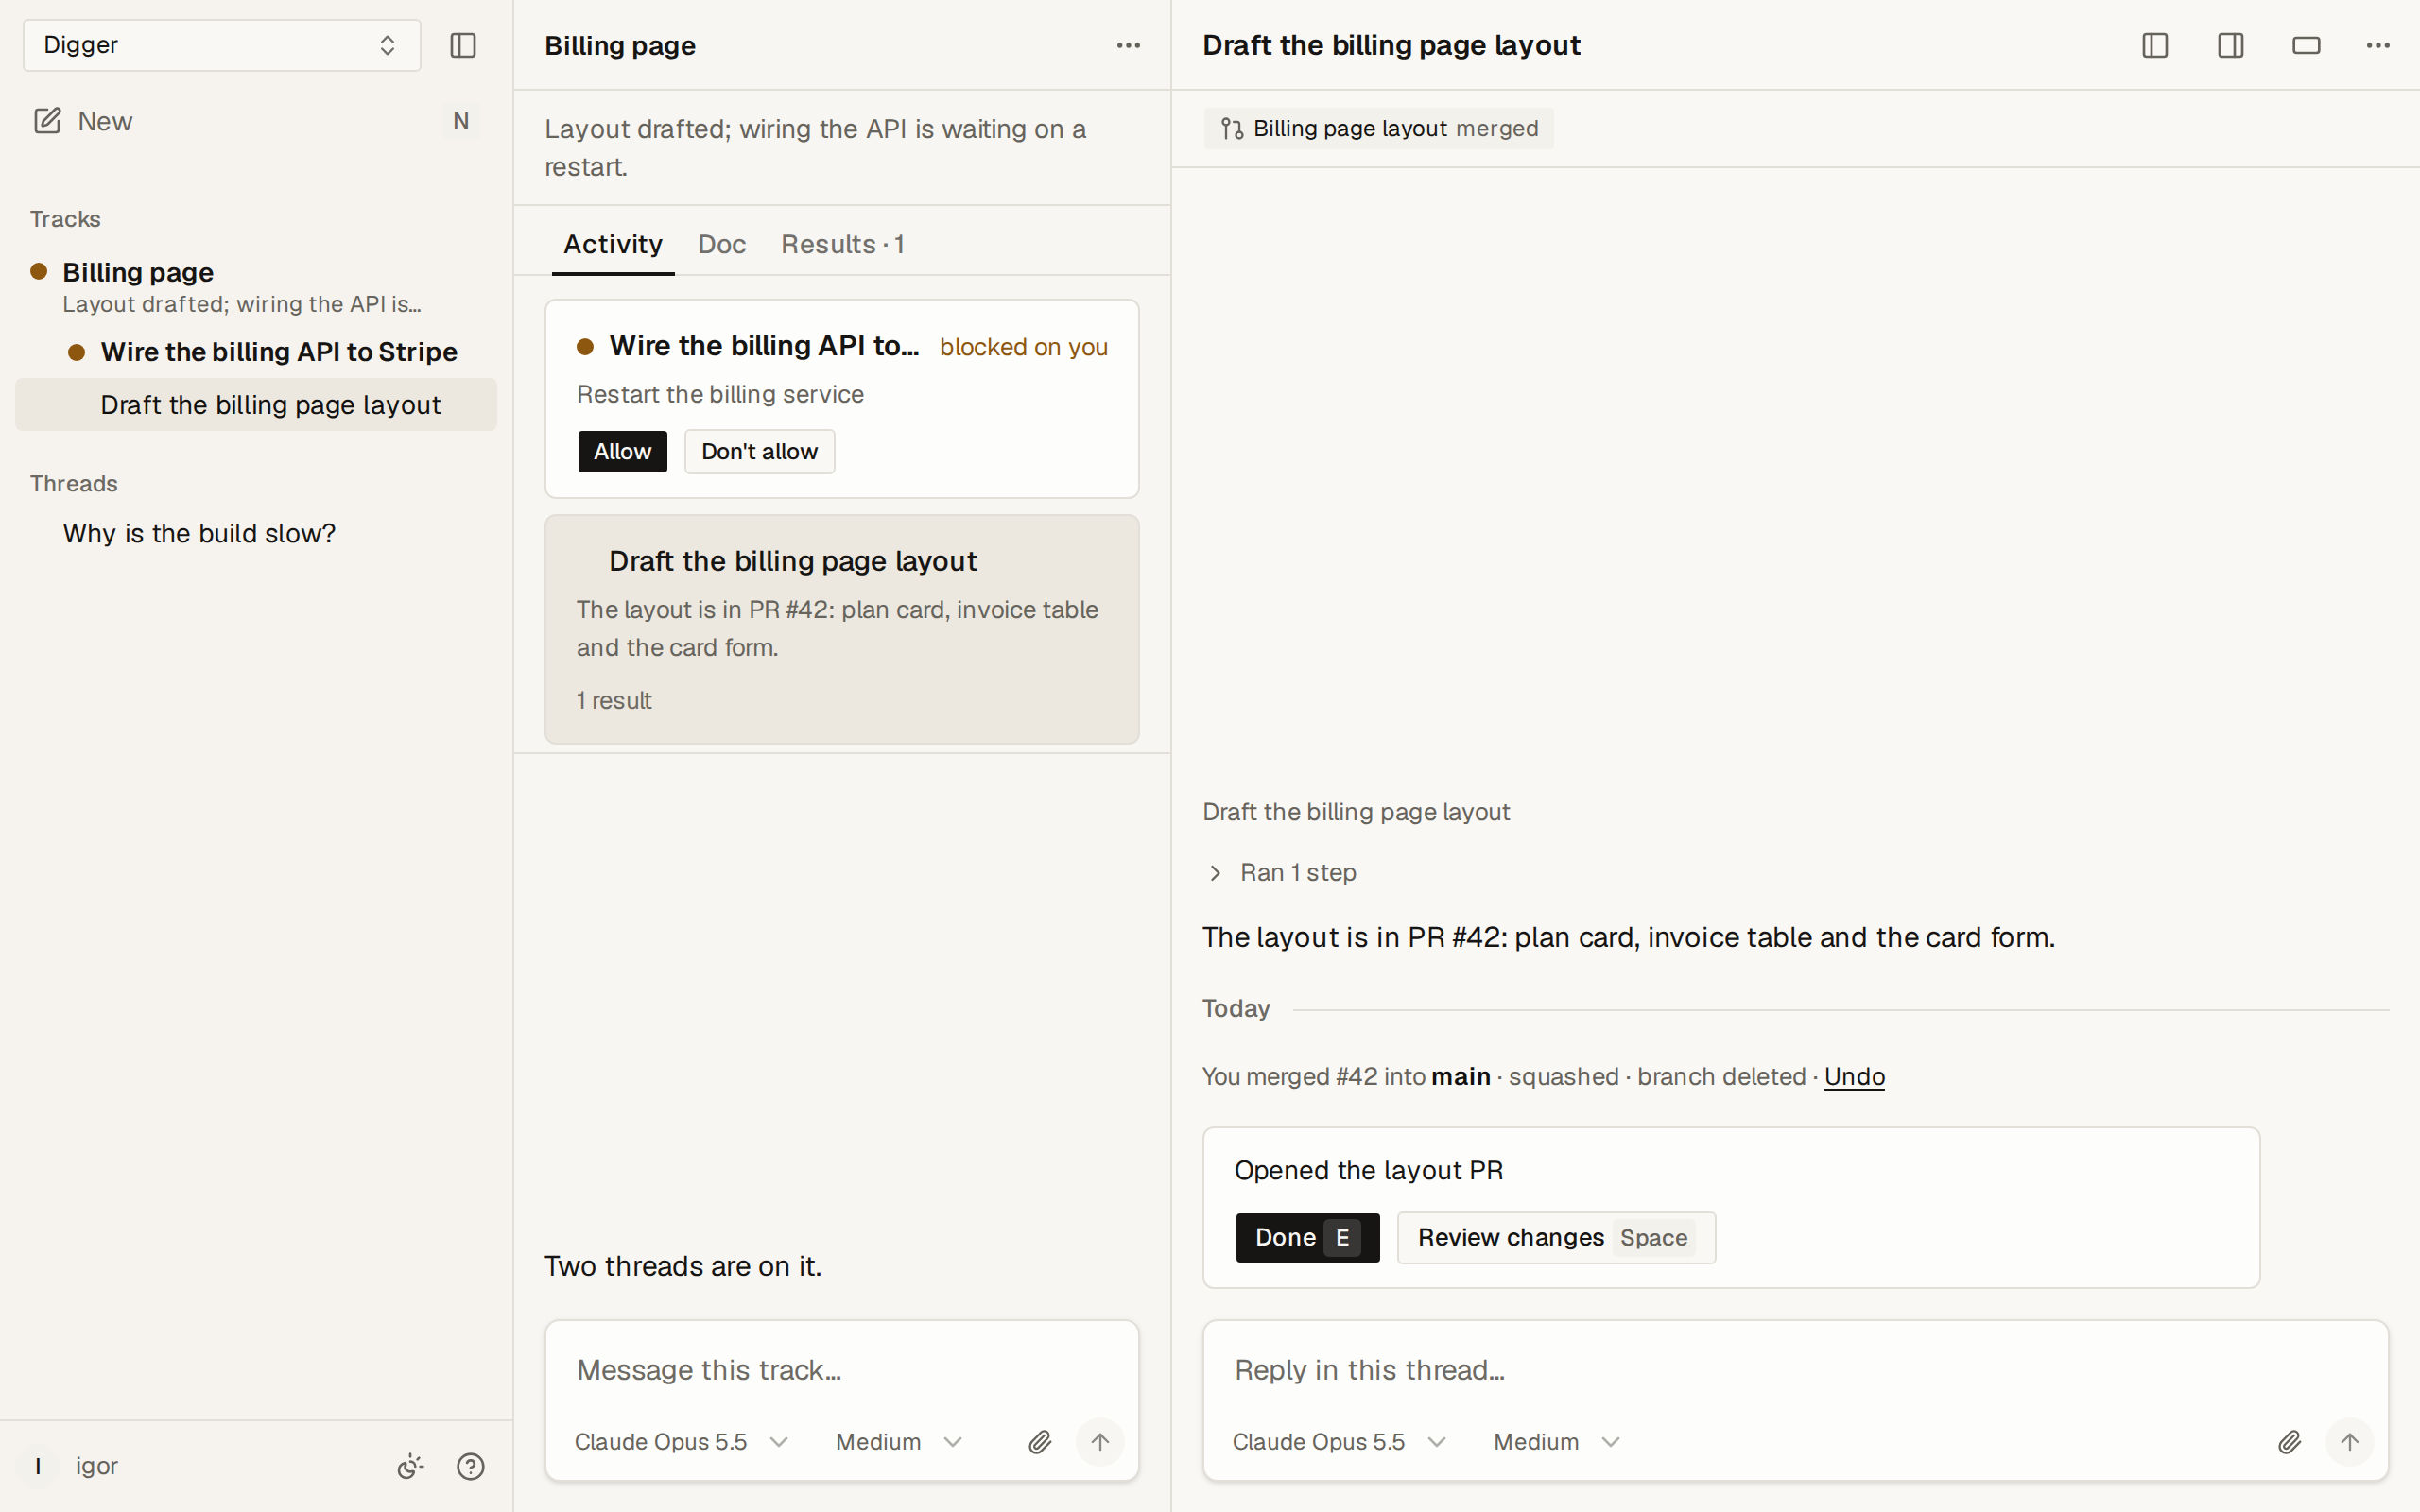 Digger
New
N
Tracks
Billing page
Layout drafted; wiring the API is...
Wire the billing API to Stripe
Draft the billing page layout
Threads
Why is the build slow?
I
igor
Billing page
Layout drafted; wiring the API is waiting on a
restart.
Activity
Doc
Results · 1
Wire the billing API to...
blocked on you
Restart the billing service
Allow
Don't allow
Draft the billing page layout
The layout is in PR #42: plan card, invoice table
and the card form.
1 result
Two threads are on it.
Message this track...
Claude Opus 5.5
Medium
Draft the billing page layout
Billing page layout merged
Draft the billing page layout
Ran 1 step
The layout is in PR #42: plan card, invoice table and the card form.
Today
You merged #42 into main · squashed · branch deleted · Undo
Opened the layout PR
Done E
Review changes Space
Reply in this thread...
Claude Opus 5.5
Medium